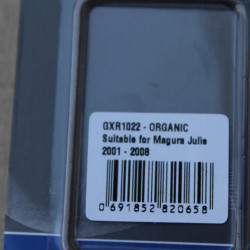 GXR1022 - ORGANIC
Suitable for Magura Julie
2001 - 2008
0 691852 820658